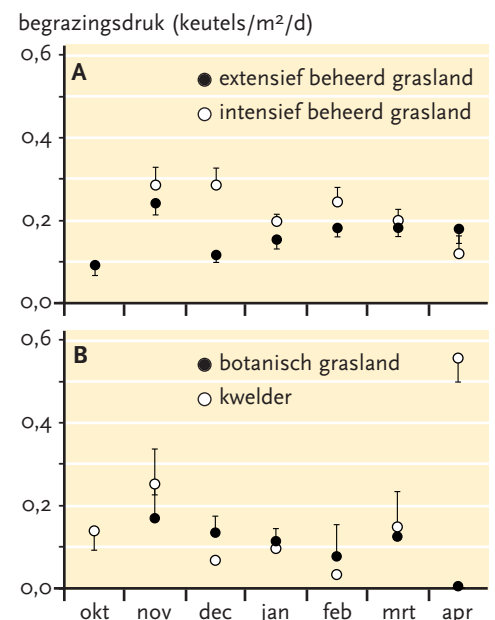 begrazingsdruk (keutels/m²/d)
0,6
A
extensief beheerd grasland
intensief beheerd grasland
0,4
0,2
0,0
0,6
B
botanisch grasland
kwelder
0,4
0,2
0,0
okt nov dec jan feb mrt apr